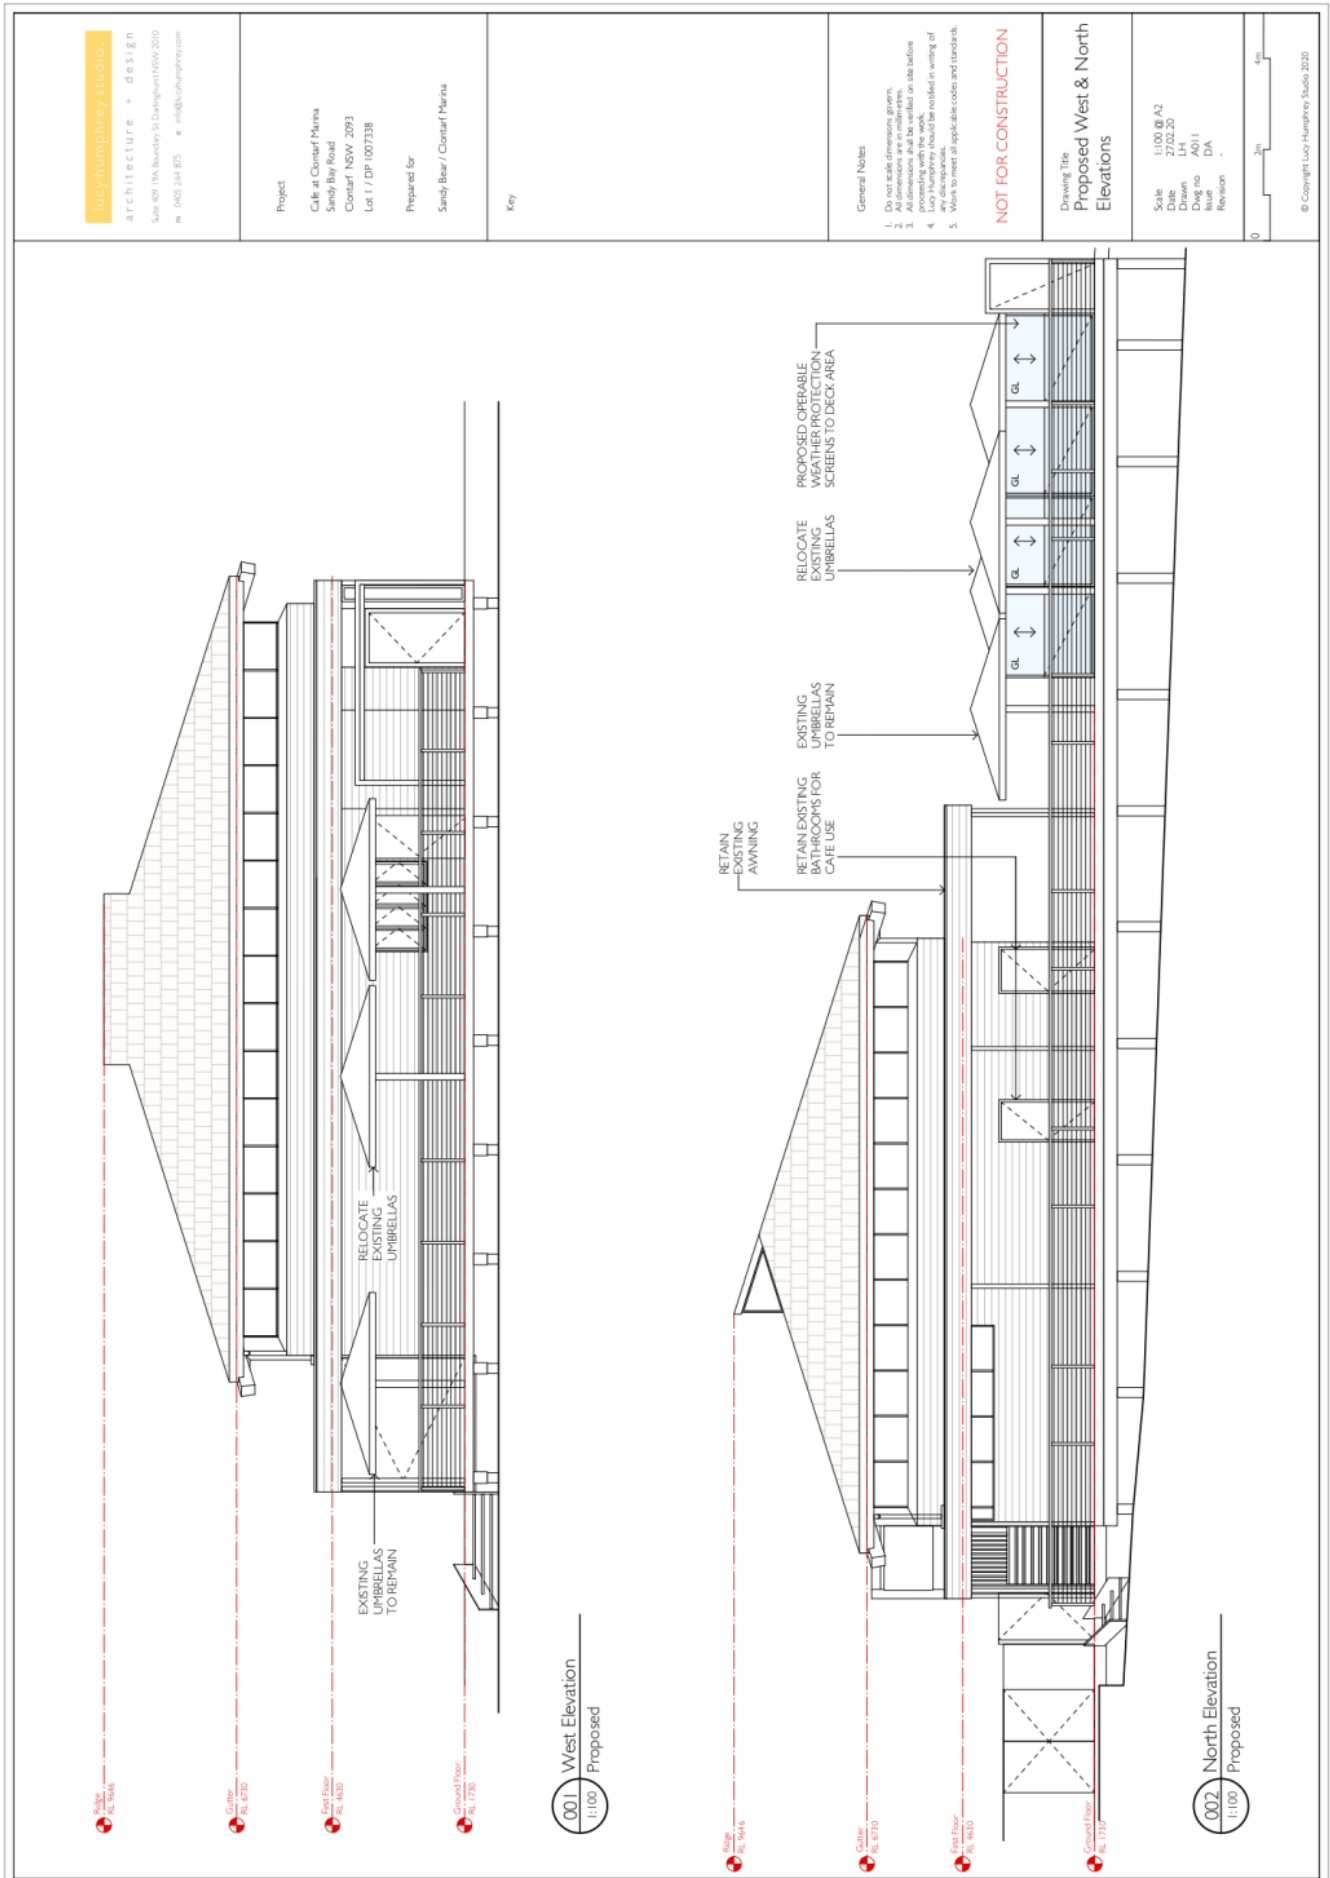 lucy humphrey studio.
architecture + design
Suite 409 19A Boundary St Darlinghurst NSW 2010
m 0405 264 875 e info@lucyhumphrey.com
Project
Cafe at Clontarf Marina
Sandy Bay Road
Clontarf NSW 2093
Lot 1 / DP 1007338
Prepared for
Sandy Bear / Clontarf Marina
Key
General Notes
1. Do not scale, dimensions govern.
2. All dimensions are in millimetres.
3. All dimensions shall be verified on site before
proceeding with the work.
4. Lucy Humphrey should be notified in writing of
any discrepancies.
5. Work to meet all applicable codes and standards.
NOT FOR CONSTRUCTION
Drawing Title
Proposed West & North
Elevations
Scale 1:100 @ A2
Date 27.02.20
Drawn LH
Dwg no A011
Issue DA
Revision -
0 2m 4m
© Copyright Lucy Humphrey Studio 2020
Ridge
RL 9646
Gutter
RL 6730
First Floor
RL 4630
Ground Floor
RL 1730
EXISTING
UMBRELLAS
TO REMAIN
RELOCATE
EXISTING
UMBRELLAS
001 West Elevation
1:100 Proposed
Ridge
RL 9646
Gutter
RL 6730
First Floor
RL 4630
Ground Floor
RL 1730
RETAIN
EXISTING
AWNING
RETAIN EXISTING
BATHROOMS FOR
CAFE USE
EXISTING
UMBRELLAS
TO REMAIN
RELOCATE
EXISTING
UMBRELLAS
PROPOSED OPERABLE
WEATHER PROTECTION
SCREENS TO DECK AREA
GL
GL
GL
GL
002 North Elevation
1:100 Proposed